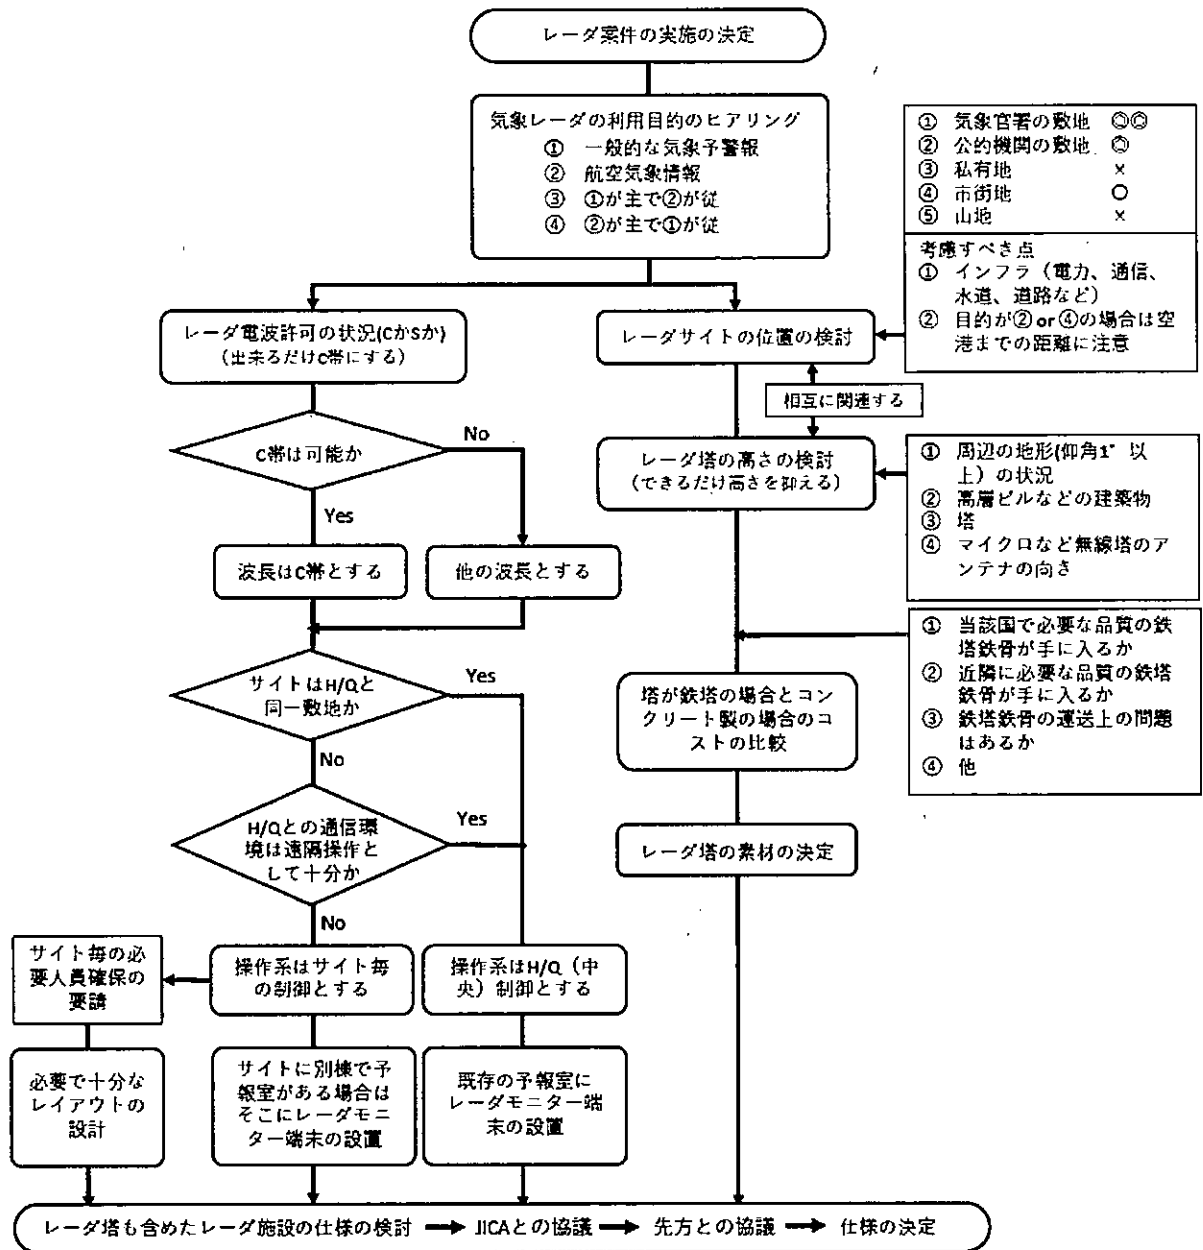 レーダ案件の実施の決定
気象レーダの利用目的のヒアリング
① 一般的な気象予警報
② 航空気象情報
③ ①が主で②が従
④ ②が主で①が従
① 気象官署の敷地 ◎◎
② 公的機関の敷地 ◎
③ 私有地 ×
④ 市街地 ○
⑤ 山地 ×
考慮すべき点
① インフラ（電力、通信、
水道、道路など）
② 目的が② or ④の場合は空
港までの距離に注意
レーダ電波許可の状況(CかSか)
（出来るだけC帯にする）
レーダサイトの位置の検討
相互に関連する
C帯は可能か
No
Yes
レーダ塔の高さの検討
（できるだけ高さを抑える）
① 周辺の地形(仰角1°以
上）の状況
② 高層ビルなどの建築物
③ 塔
④ マイクロなど無線塔のア
ンテナの向き
波長はC帯とする
他の波長とする
① 当該国で必要な品質の鉄
塔鉄骨が手に入るか
② 近隣に必要な品質の鉄塔
鉄骨が手に入るか
③ 鉄塔鉄骨の運送上の問題
はあるか
④ 他
サイトはH/Qと
同一敷地か
Yes
No
塔が鉄塔の場合とコン
クリート製の場合のコ
ストの比較
H/Qとの通信環
境は遠隔操作と
して十分か
Yes
No
レーダ塔の素材の決定
サイト毎の必
要人員確保の
要請
操作系はサイト毎
の制御とする
操作系はH/Q（中
央）制御とする
必要で十分な
レイアウトの
設計
サイトに別棟で予
報室がある場合は
そこにレーダモニ
ター端末の設置
既存の予報室に
レーダモニター端
末の設置
レーダ塔も含めたレーダ施設の仕様の検討 → JICAとの協議 → 先方との協議 → 仕様の決定